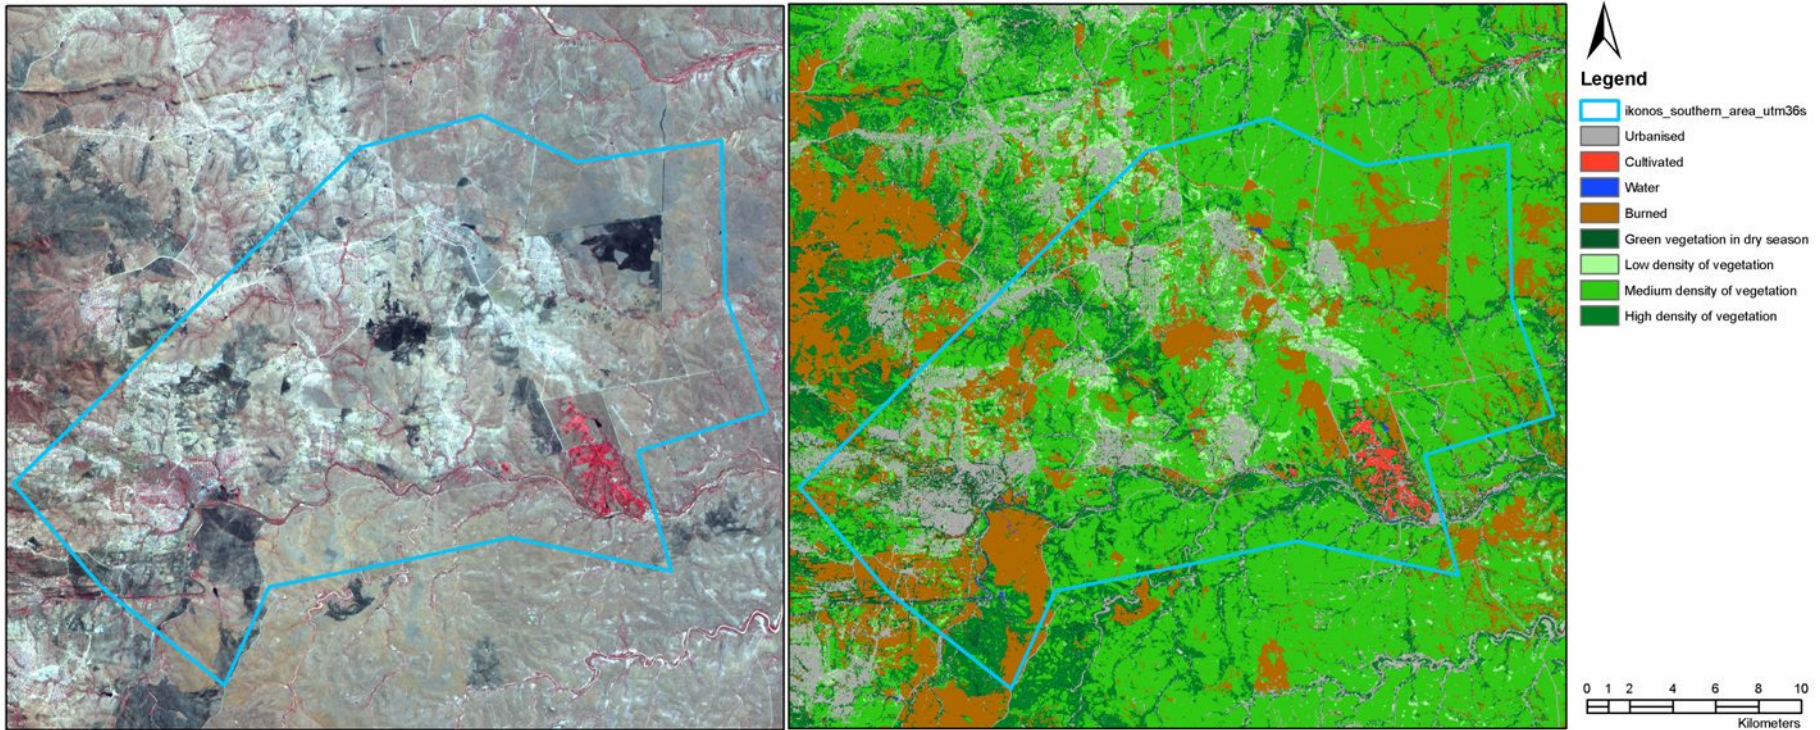 Legend
ikonos_southern_area_utm36s
Urbanised
Cultivated
Water
Burned
Green vegetation in dry season
Low density of vegetation
Medium density of vegetation
High density of vegetation
0 1 2 4 6 8 10
Kilometers